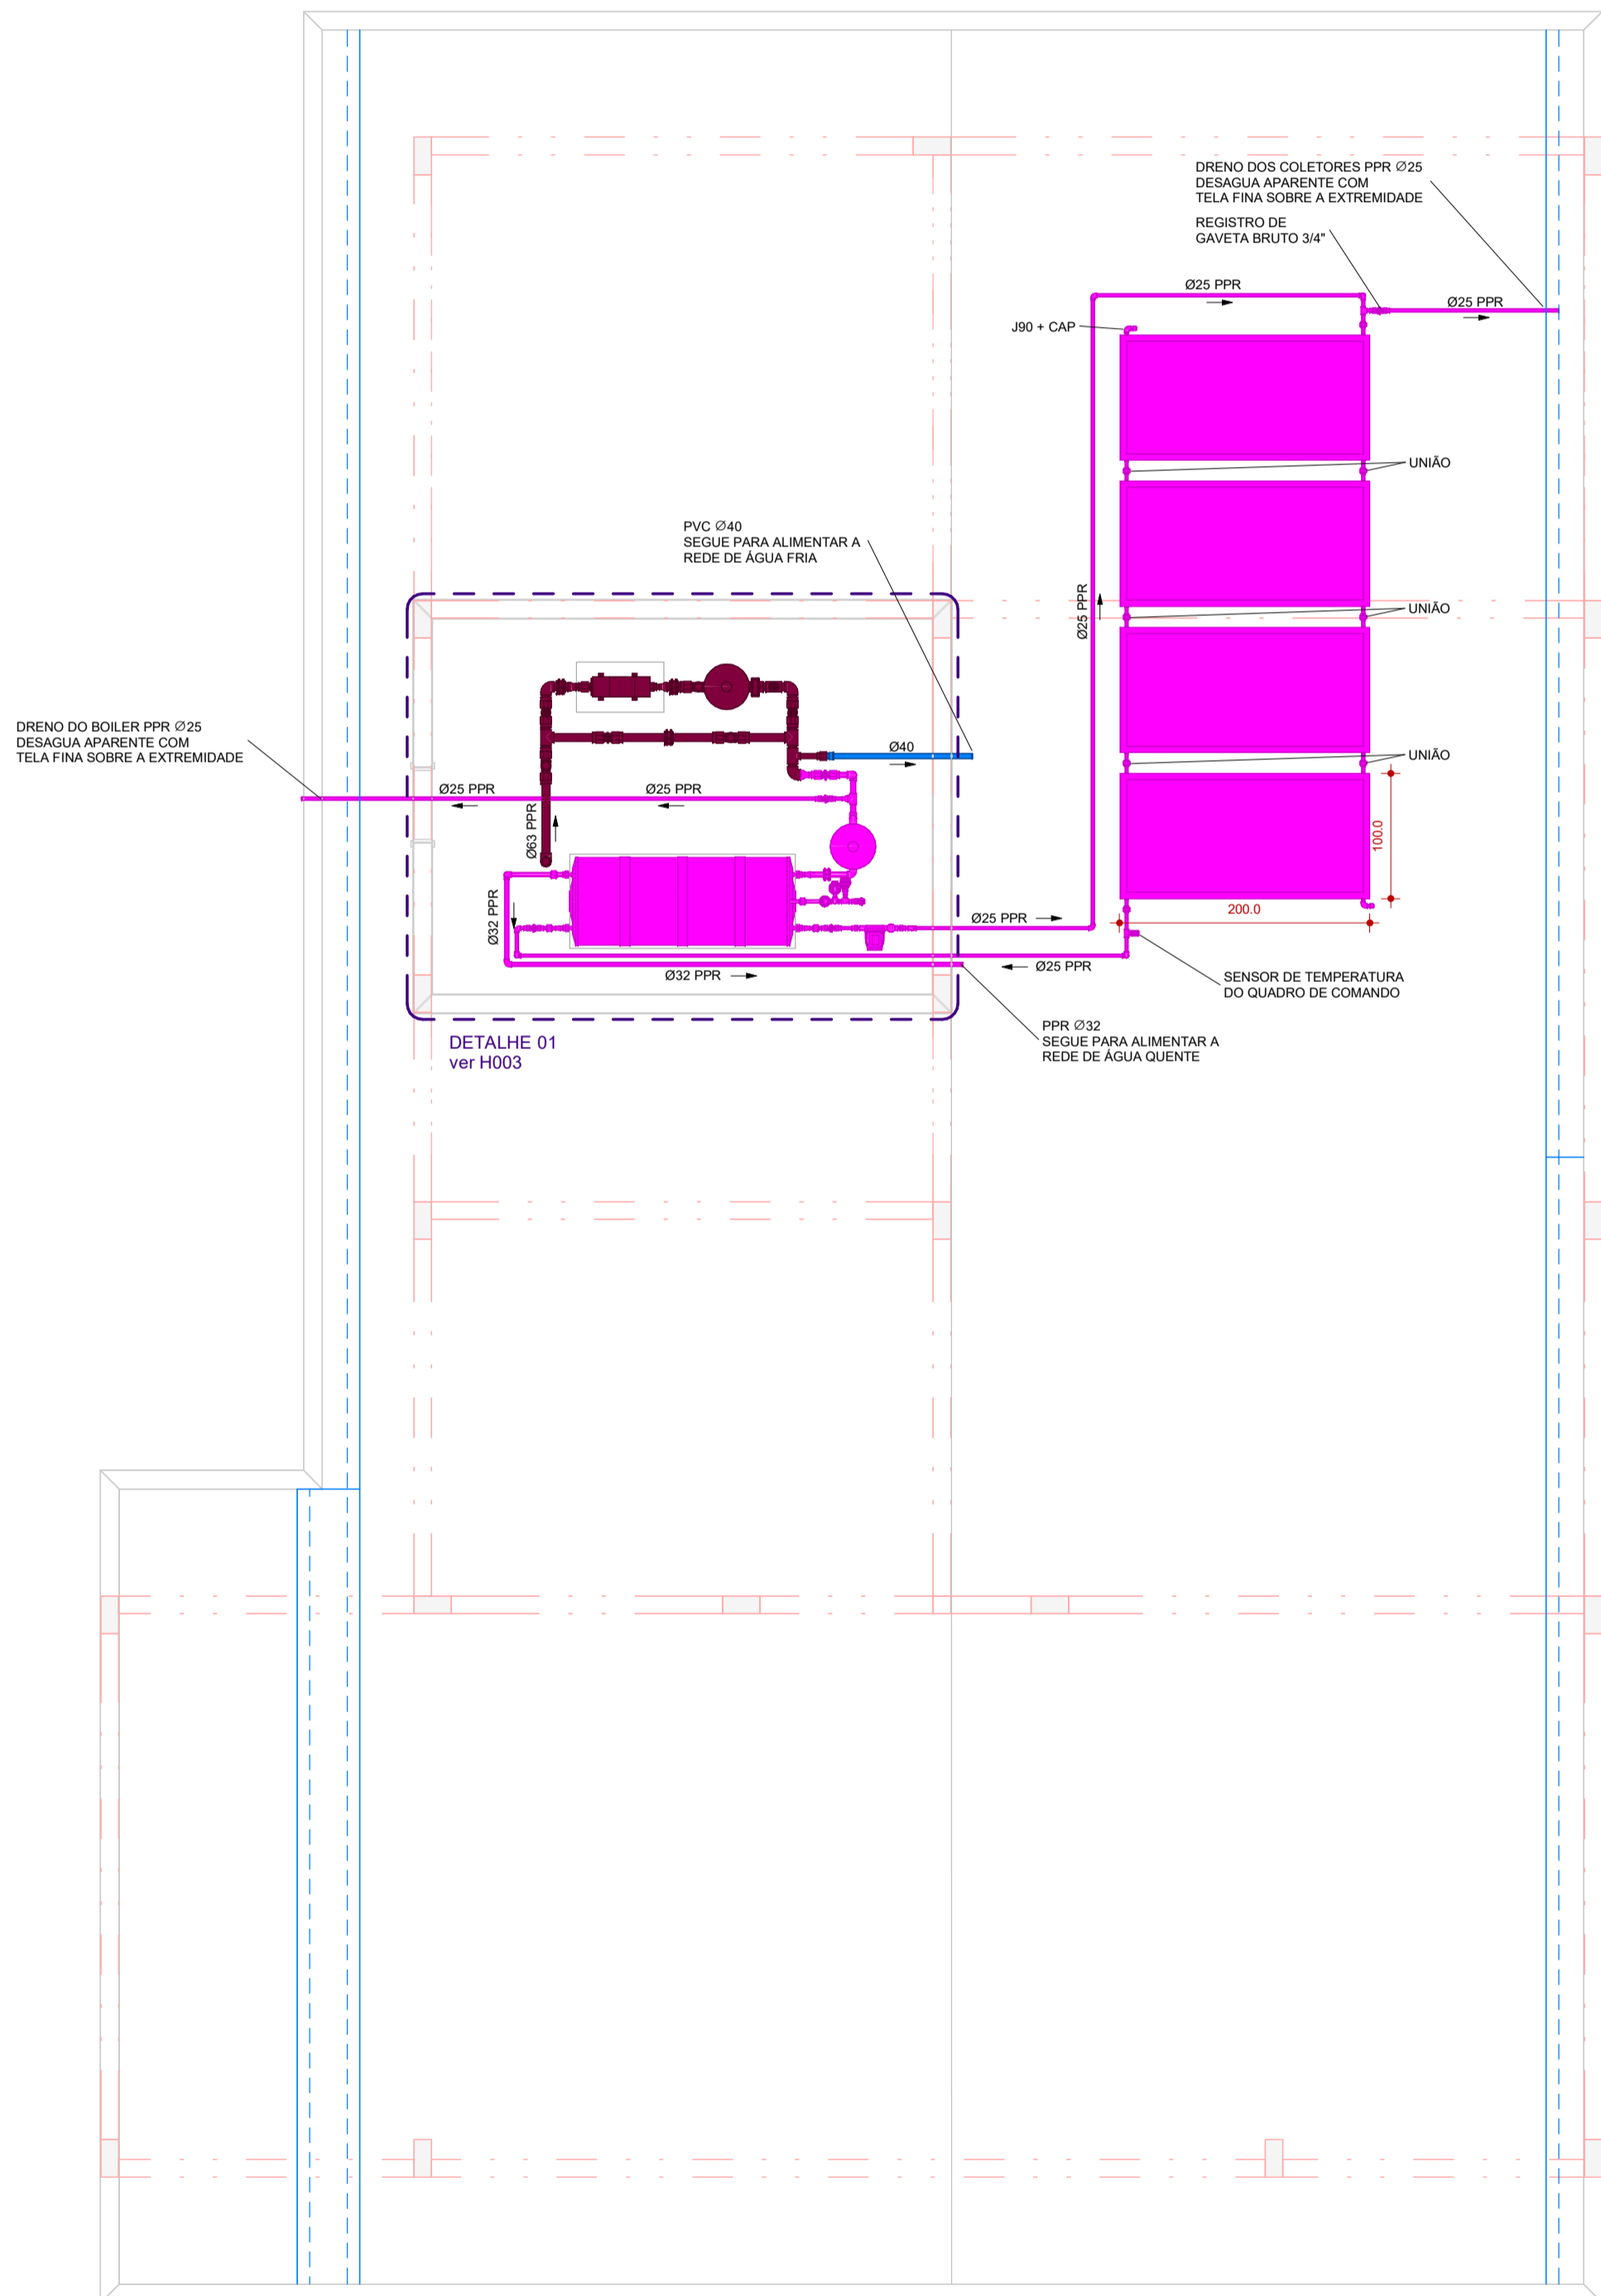 DRENO DOS COLETORES PPR Ø25
DESAGUA APARENTE COM
TELA FINA SOBRE A EXTREMIDADE
REGISTRO DE
GAVETA BRUTO 3/4"
Ø25 PPR
Ø25 PPR
J90 + CAP
UNIÃO
PVC Ø40
SEGUE PARA ALIMENTAR A
REDE DE ÁGUA FRIA
Ø25 PPR
UNIÃO
DRENO DO BOILER PPR Ø25
DESAGUA APARENTE COM
TELA FINA SOBRE A EXTREMIDADE
Ø40
UNIÃO
Ø25 PPR
Ø25 PPR
Ø63 PPR
100.0
Ø32 PPR
Ø25 PPR
200.0
Ø32 PPR
Ø25 PPR
SENSOR DE TEMPERATURA
DO QUADRO DE COMANDO
PPR Ø32
SEGUE PARA ALIMENTAR A
REDE DE ÁGUA QUENTE
DETALHE 01
ver H003